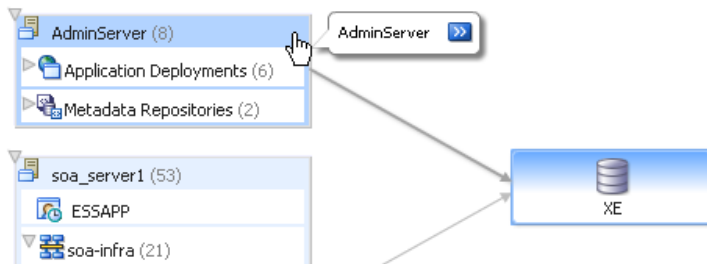 AdminServer (8)
AdminServer
Application Deployments (6)
Metadata Repositories (2)
soa_server1 (53)
XE
ESSAPP
soa-infra (21)